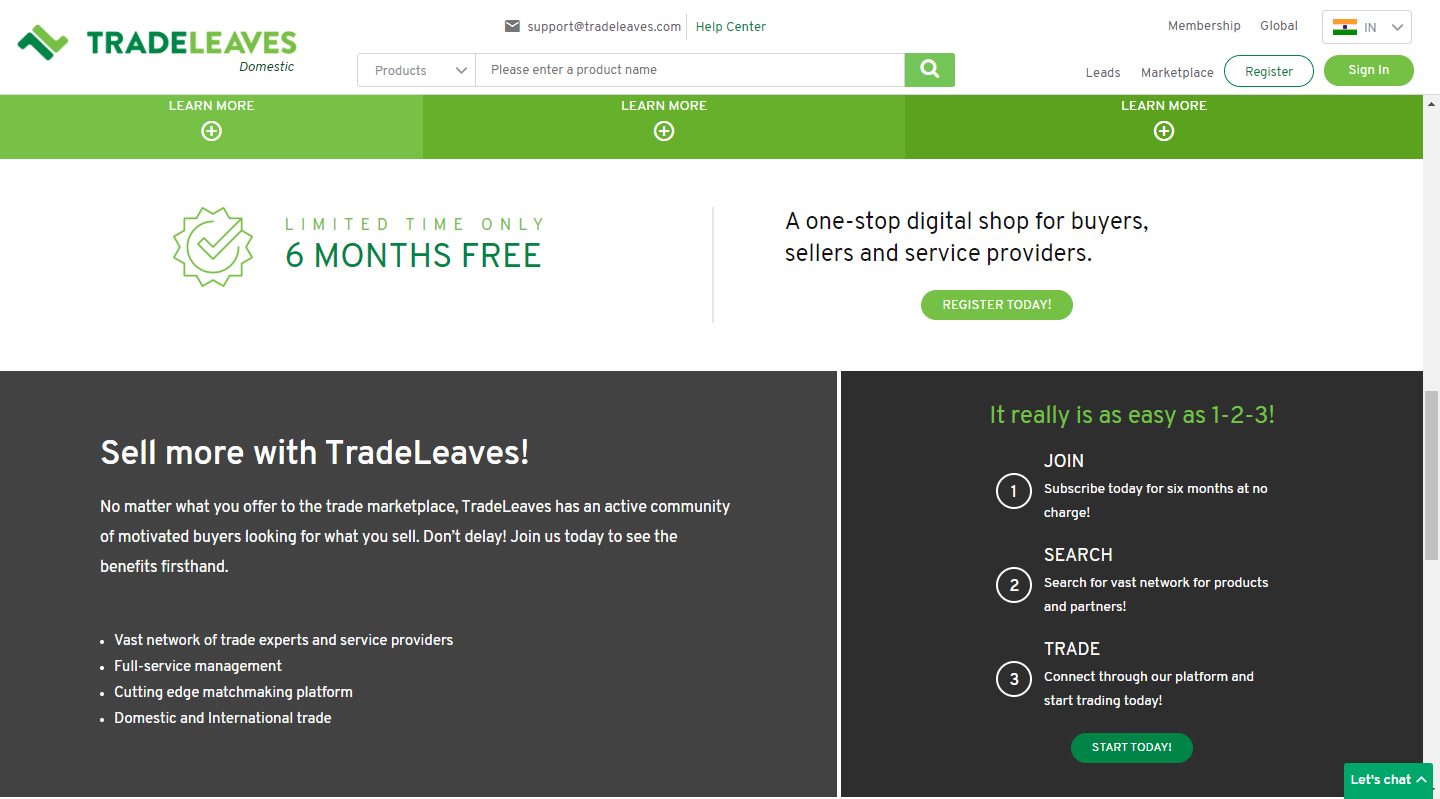 TRADELEAVES
Domestic
support@tradeleaves.com
Help Center
Membership
Global
IN
Products
Please enter a product name
Leads
Marketplace
Register
Sign In
LEARN MORE
LEARN MORE
LEARN MORE
LIMITED TIME ONLY
6 MONTHS FREE
A one-stop digital shop for buyers,
sellers and service providers.
REGISTER TODAY!
Sell more with TradeLeaves!
No matter what you offer to the trade marketplace, TradeLeaves has an active community
of motivated buyers looking for what you sell. Don’t delay! Join us today to see the
benefits firsthand.
Vast network of trade experts and service providers
Full-service management
Cutting edge matchmaking platform
Domestic and International trade
It really is as easy as 1-2-3!
JOIN
1
Subscribe today for six months at no
charge!
SEARCH
2
Search for vast network for products
and partners!
TRADE
3
Connect through our platform and
start trading today!
START TODAY!
Let's chat